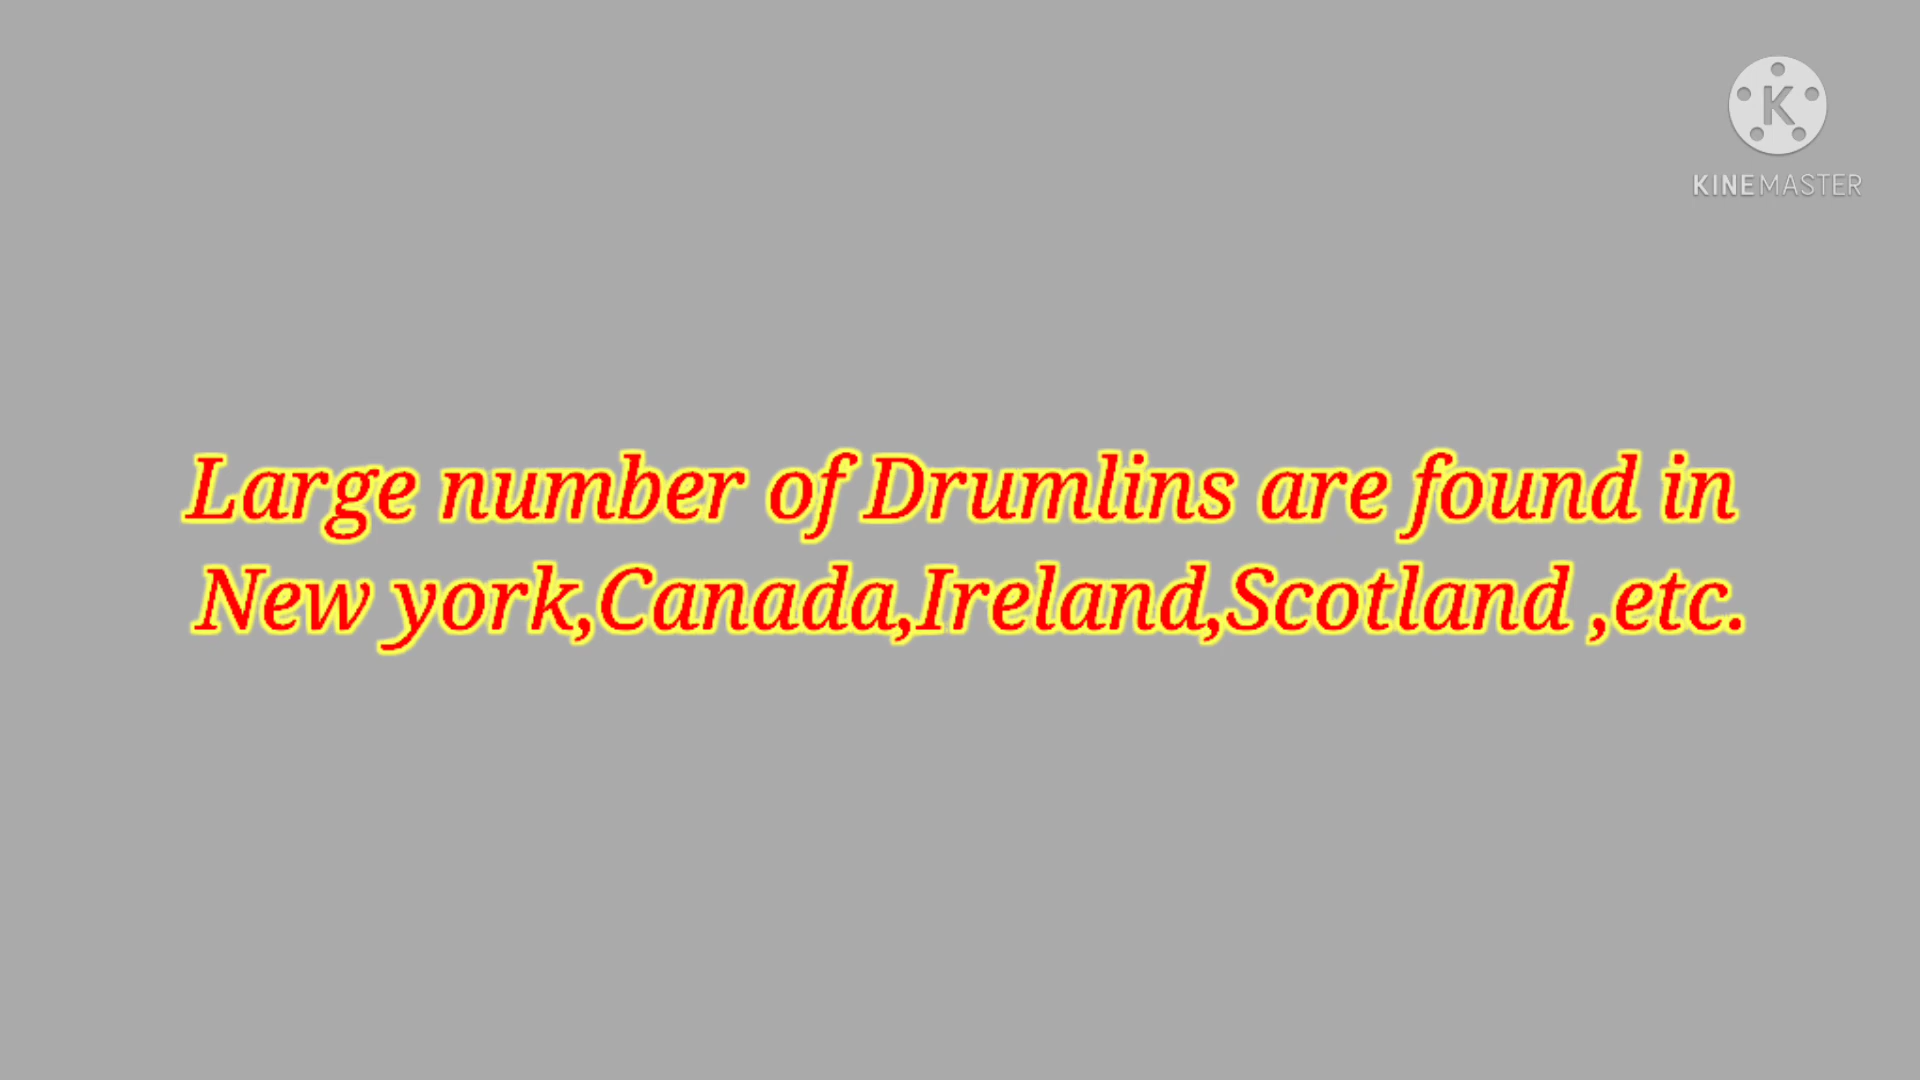 K
KINEMASTER
Large number of Drumlins are found in
New york,Canada,Ireland,Scotland ,etc.